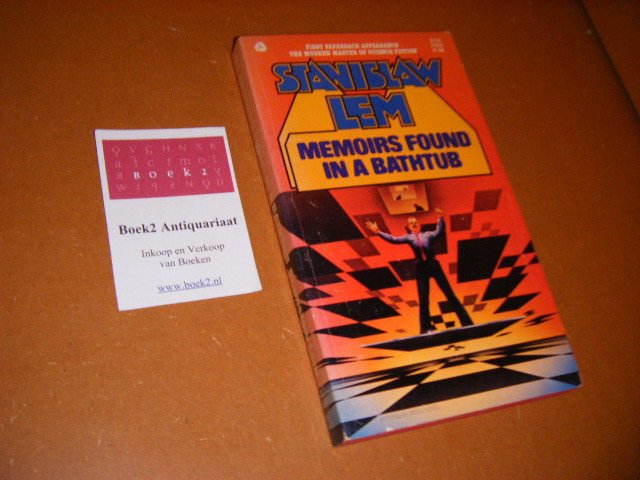 QVGHNZB
BOEK2
Boek2 Antiquariaat
Inkoop en Verkoop
van Boeken
www.boek2.nl
FIRST PAPERBACK APPEARANCE
THE MODERN MASTER OF SCIENCE FICTION
STANISLAW
LEM
MEMOIRS FOUND
IN A BATHTUB